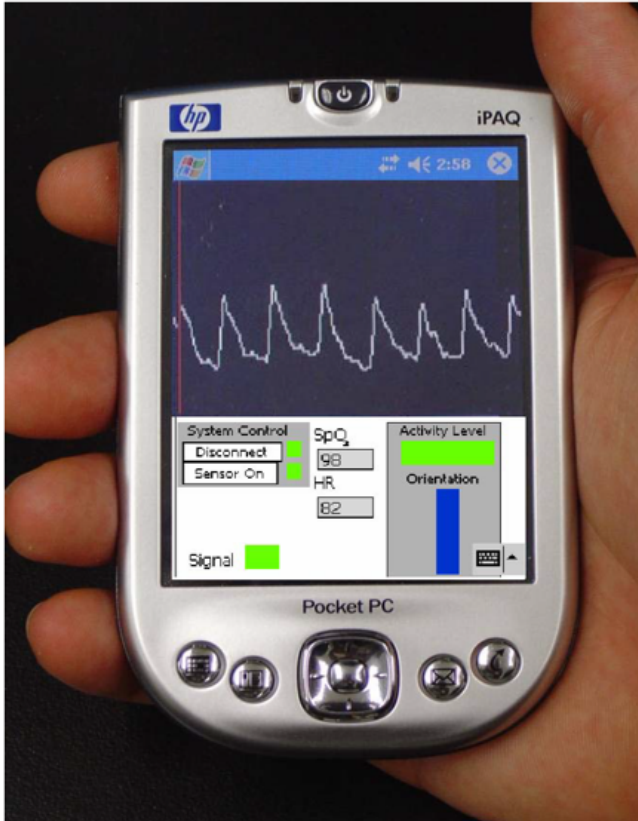 hp
iPAQ
2:58
System Control
Disconnect
Sensor On
SpO₂
98
HR
82
Activity Level
Orientation
Signal
Pocket PC